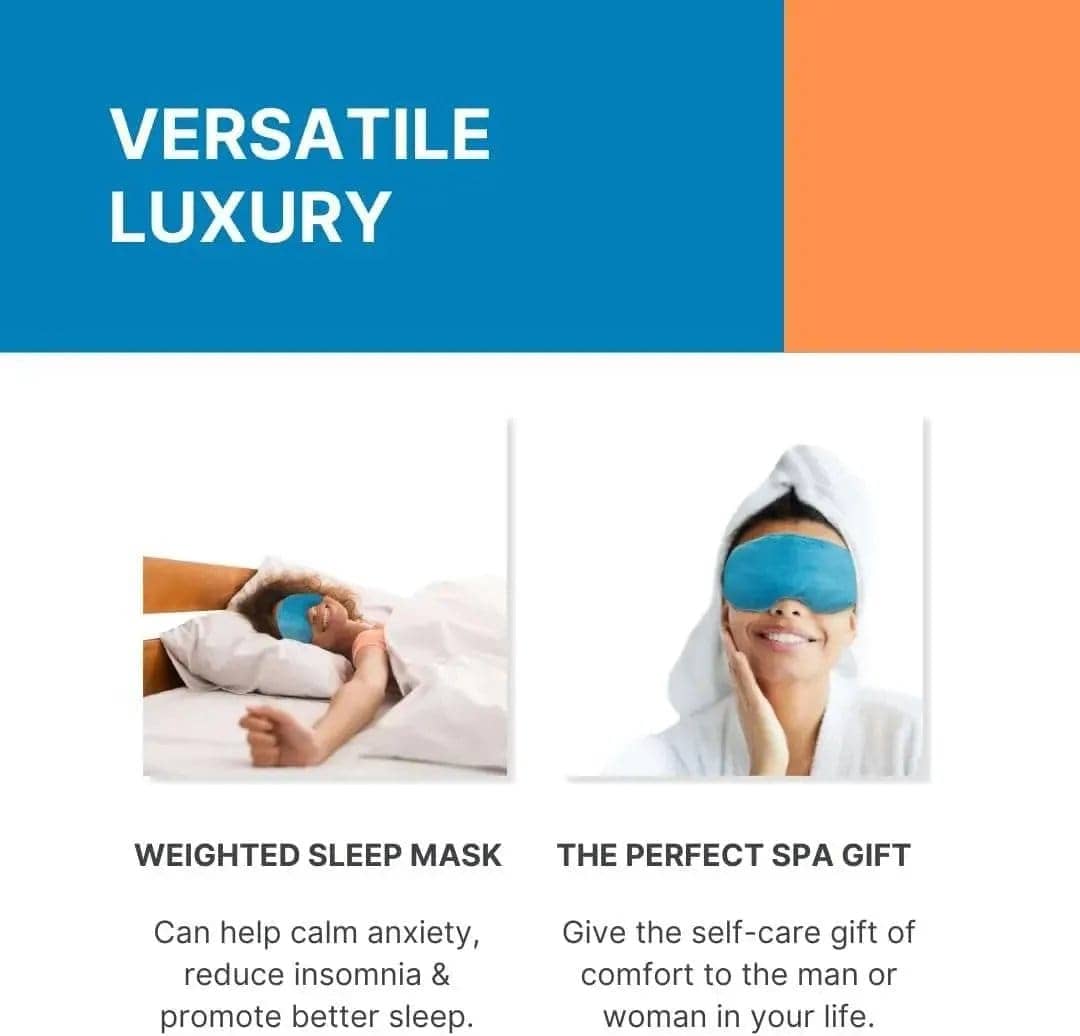 VERSATILE
LUXURY
WEIGHTED SLEEP MASK
Can help calm anxiety,
reduce insomnia &
promote better sleep.
THE PERFECT SPA GIFT
Give the self-care gift of
comfort to the man or
woman in your life.